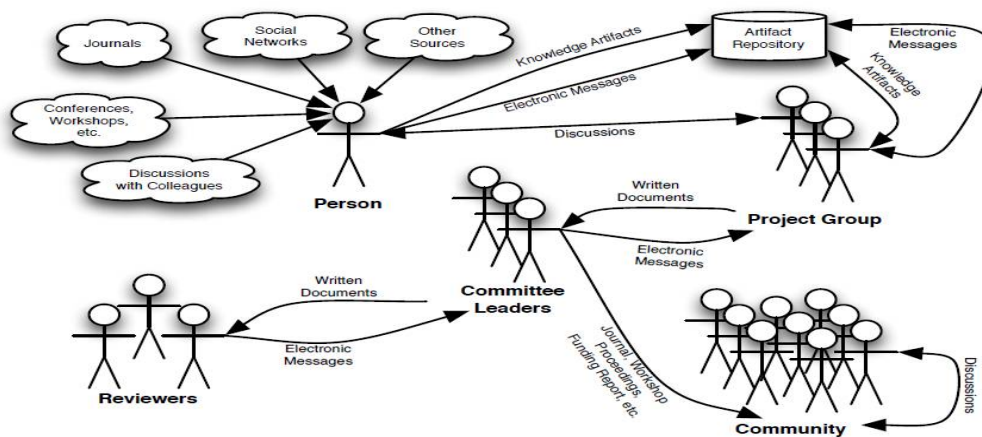 Journals
Social
Networks
Other
Sources
Conferences,
Workshops,
etc.
Discussions
with Colleagues
Person
Knowledge Artifacts
Electronic Messages
Discussions
Artifact
Repository
Electronic
Messages
Knowledge
Artifacts
Project Group
Written
Documents
Electronic
Messages
Committee
Leaders
Written
Documents
Electronic
Messages
Reviewers
Journal, Workshop
Proceedings,
Funding Report, etc.
Discussions
Community